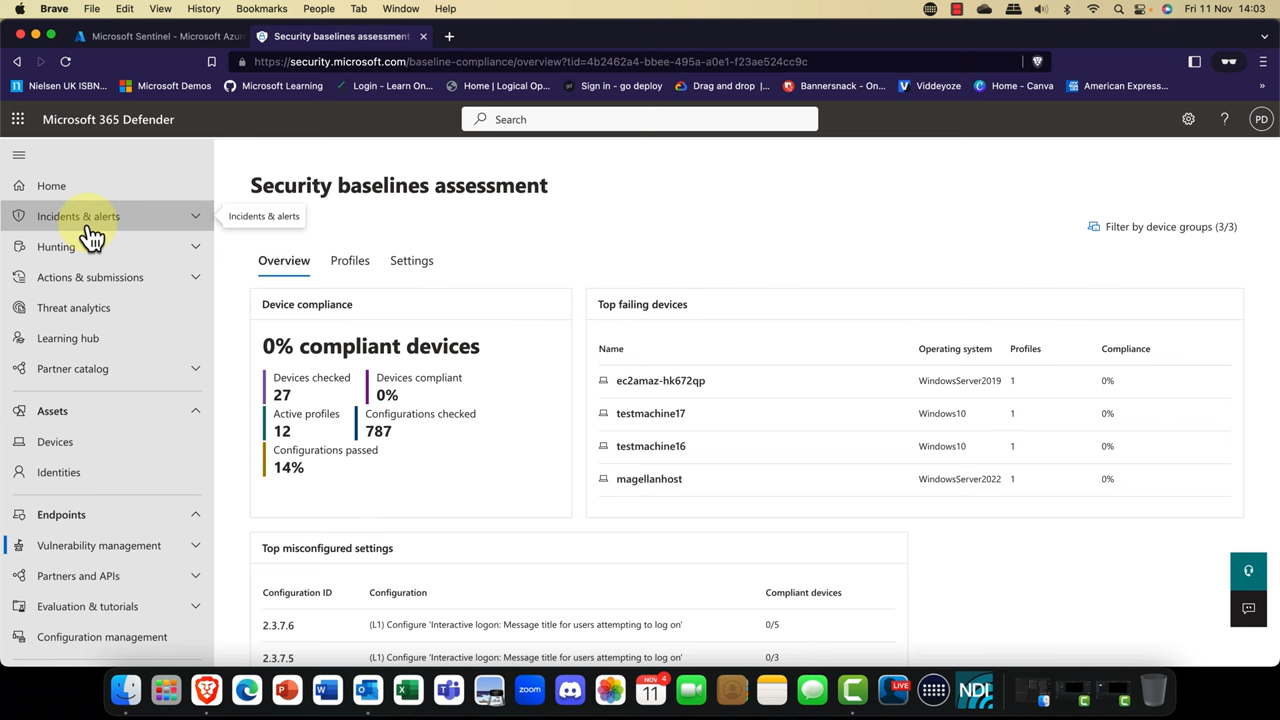 Brave File Edit View History Bookmarks People Tab Window Help Fri 11 Nov 14:03
Microsoft Sentinel - Microsoft Azu
Security baselines assessment
https://security.microsoft.com/baseline-compliance/overview?tid=4b2462a4-bbee-495a-a0e1-f23ae524cc9c
Nielsen UK ISBN... Microsoft Demos Microsoft Learning Login - Learn On... Home | Logical Op... Sign in - go deploy Drag and drop |... Bannersnack - On... Viddeyoze Home - Canva American Express... »
Microsoft 365 Defender
Search
? PD
Home
Incidents & alerts
Incidents & alerts
Hunting
Actions & submissions
Threat analytics
Learning hub
Partner catalog
Assets
Devices
Identities
Endpoints
Vulnerability management
Partners and APIs
Evaluation & tutorials
Configuration management
Security baselines assessment
Filter by device groups (3/3)
Overview Profiles Settings
Device compliance
0% compliant devices
Devices checked Devices compliant
27 0%
Active profiles Configurations checked
12 787
Configurations passed
14%
Top failing devices
Name Operating system Profiles Compliance
ec2amaz-hk672qp WindowsServer2019 1 0%
testmachine17 Windows10 1 0%
testmachine16 Windows10 1 0%
magellanhost WindowsServer2022 1 0%
Top misconfigured settings
Configuration ID Configuration Compliant devices
2.3.7.6 (L1) Configure 'Interactive logon: Message title for users attempting to log on' 0/5
2.3.7.5 (L1) Configure 'Interactive logon: Message title for users attempting to log on' 0/3
NOV 4 11 zoom LIVE NDI